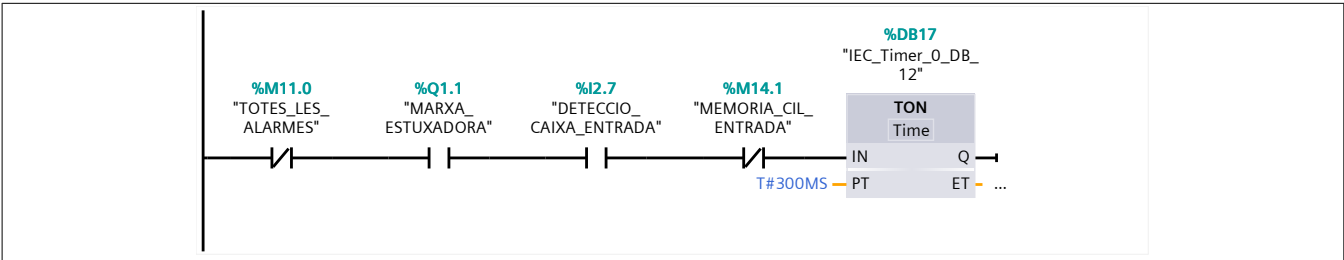 %DB17
"IEC_Timer_0_DB_
12"
%M11.0
"TOTES_LES_
ALARMES"
%Q1.1
"MARXA_
ESTUXADORA"
%I2.7
"DETECCIO_
CAIXA_ENTRADA"
%M14.1
"MEMORIA_CIL_
ENTRADA"
TON
Time
IN
Q
T#300MS
PT
ET
...